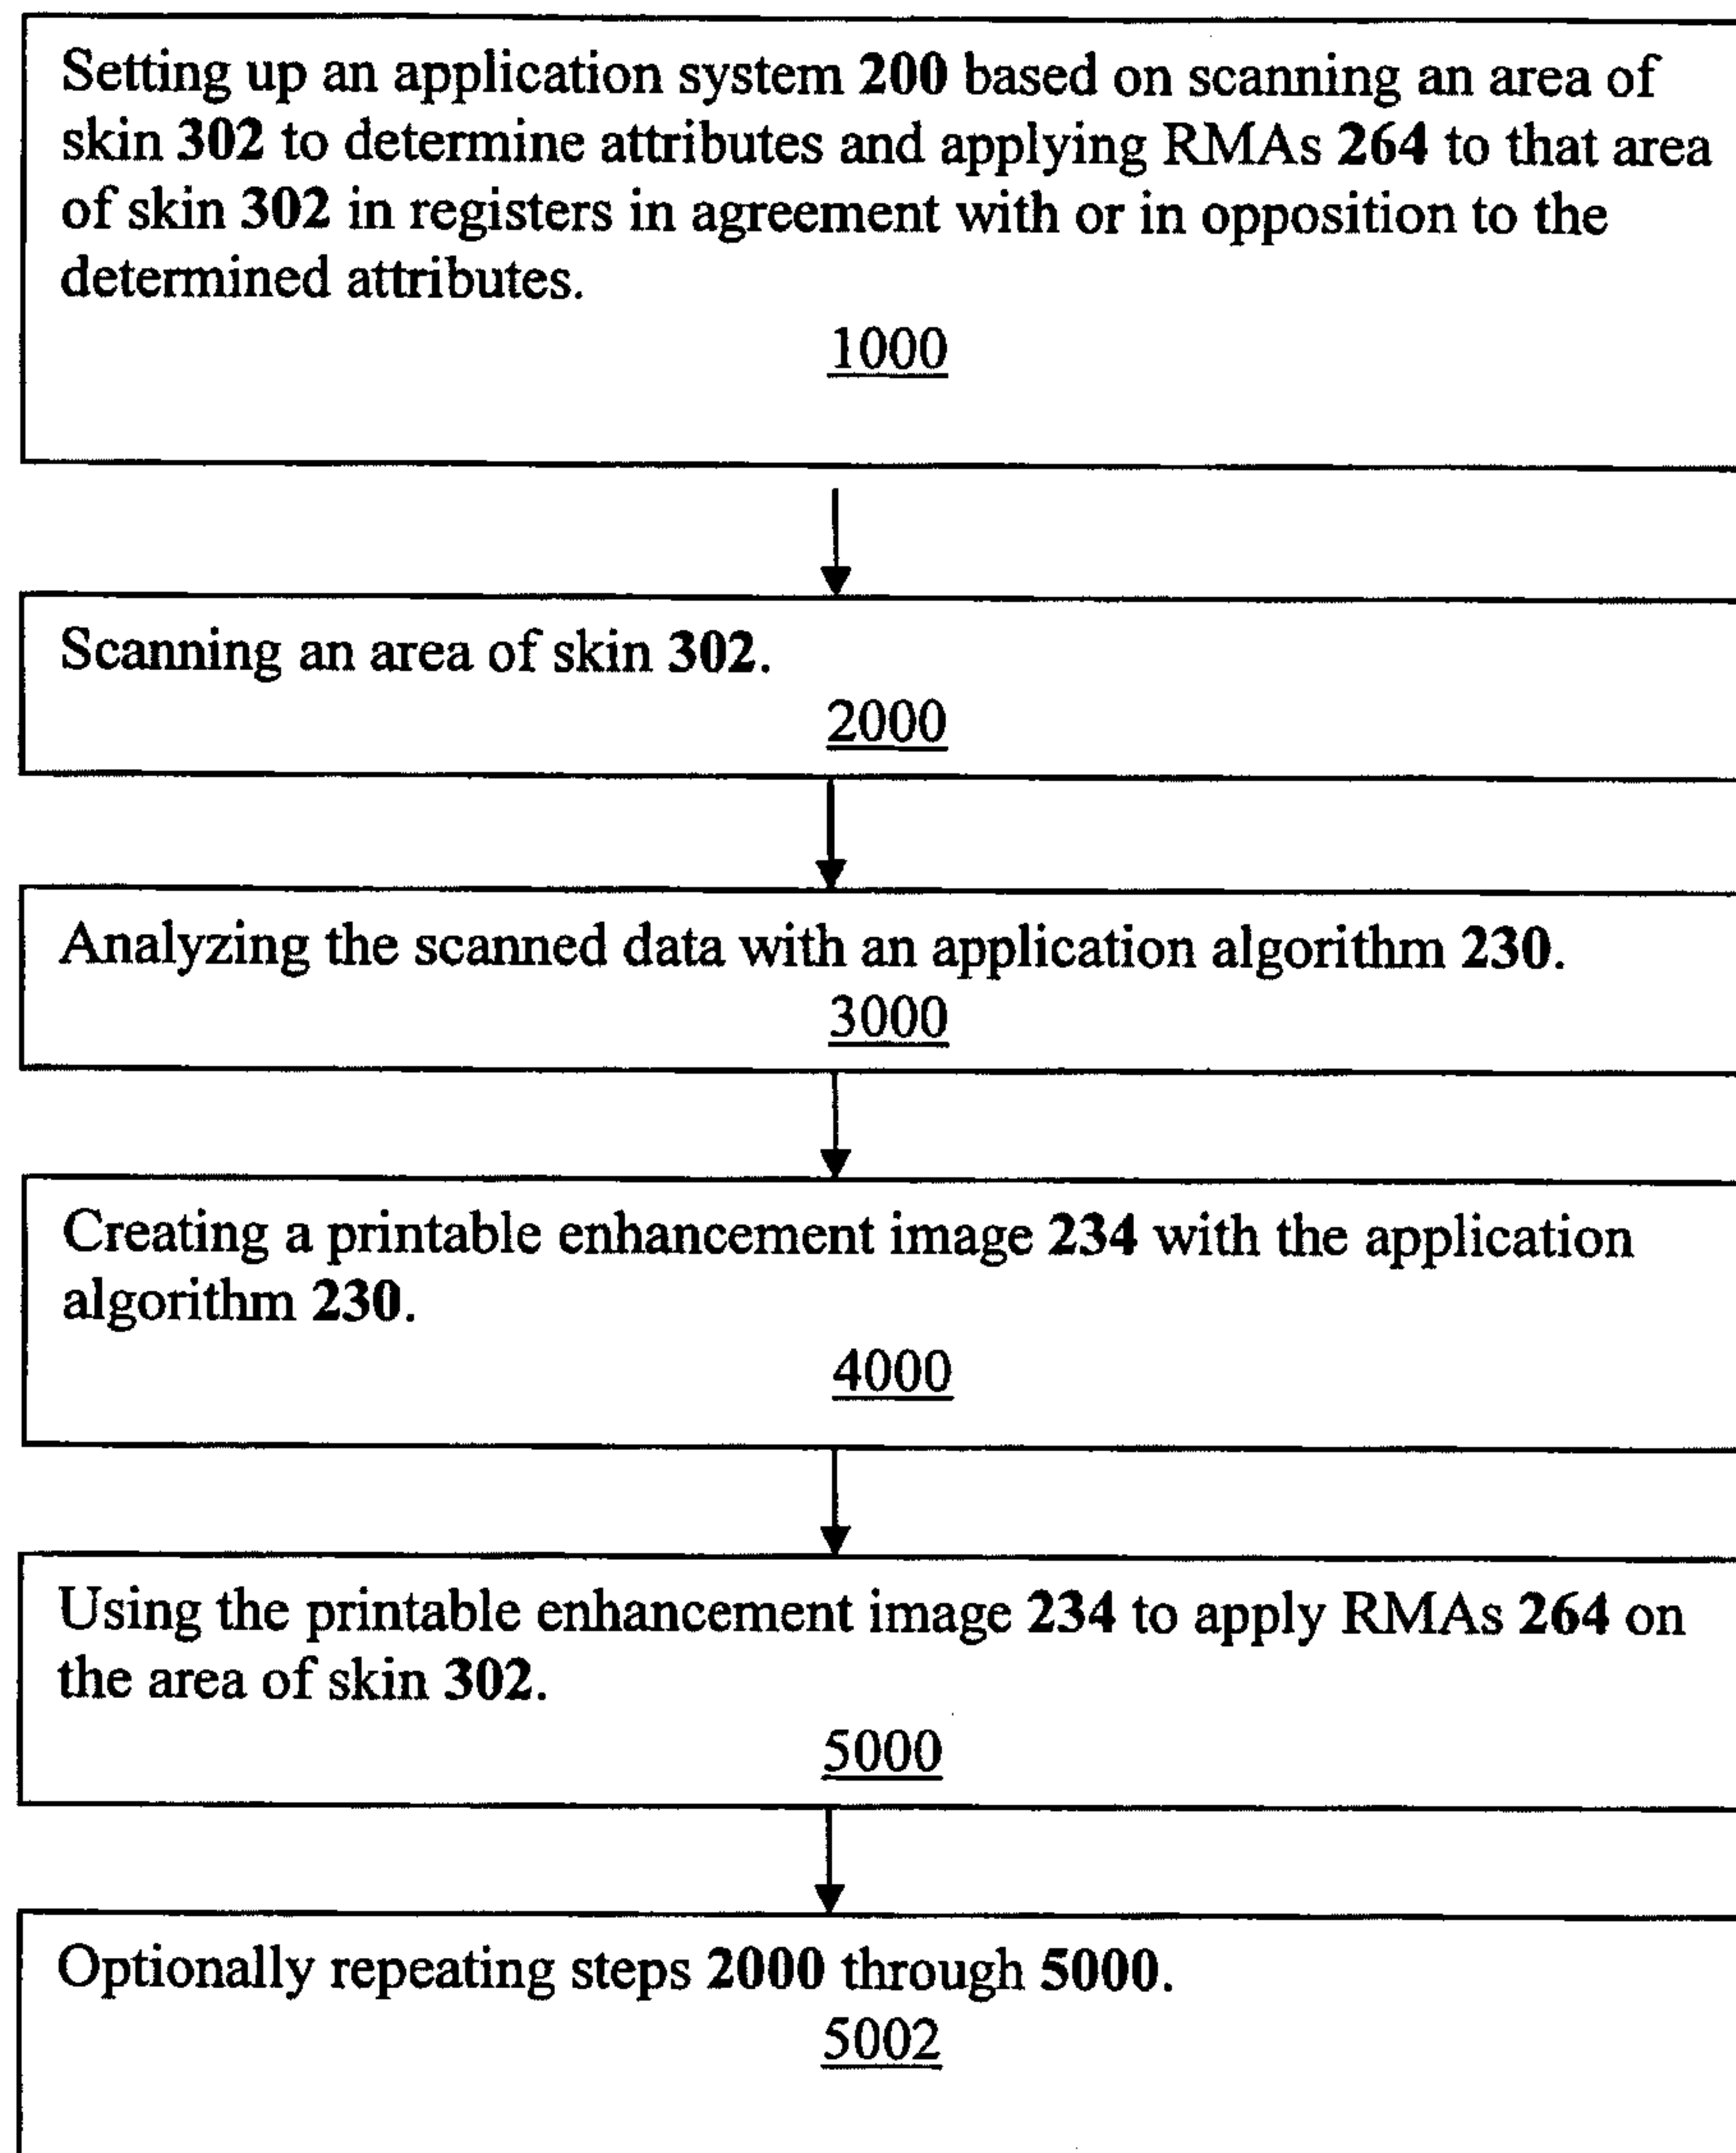 Setting up an application system 200 based on scanning an area of
skin 302 to determine attributes and applying RMAs 264 to that area
of skin 302 in registers in agreement with or in opposition to the
determined attributes.
1000
Scanning an area of skin 302.
2000
Analyzing the scanned data with an application algorithm 230.
3000
Creating a printable enhancement image 234 with the application
algorithm 230.
4000
Using the printable enhancement image 234 to apply RMAs 264 on
the area of skin 302.
5000
Optionally repeating steps 2000 through 5000.
5002